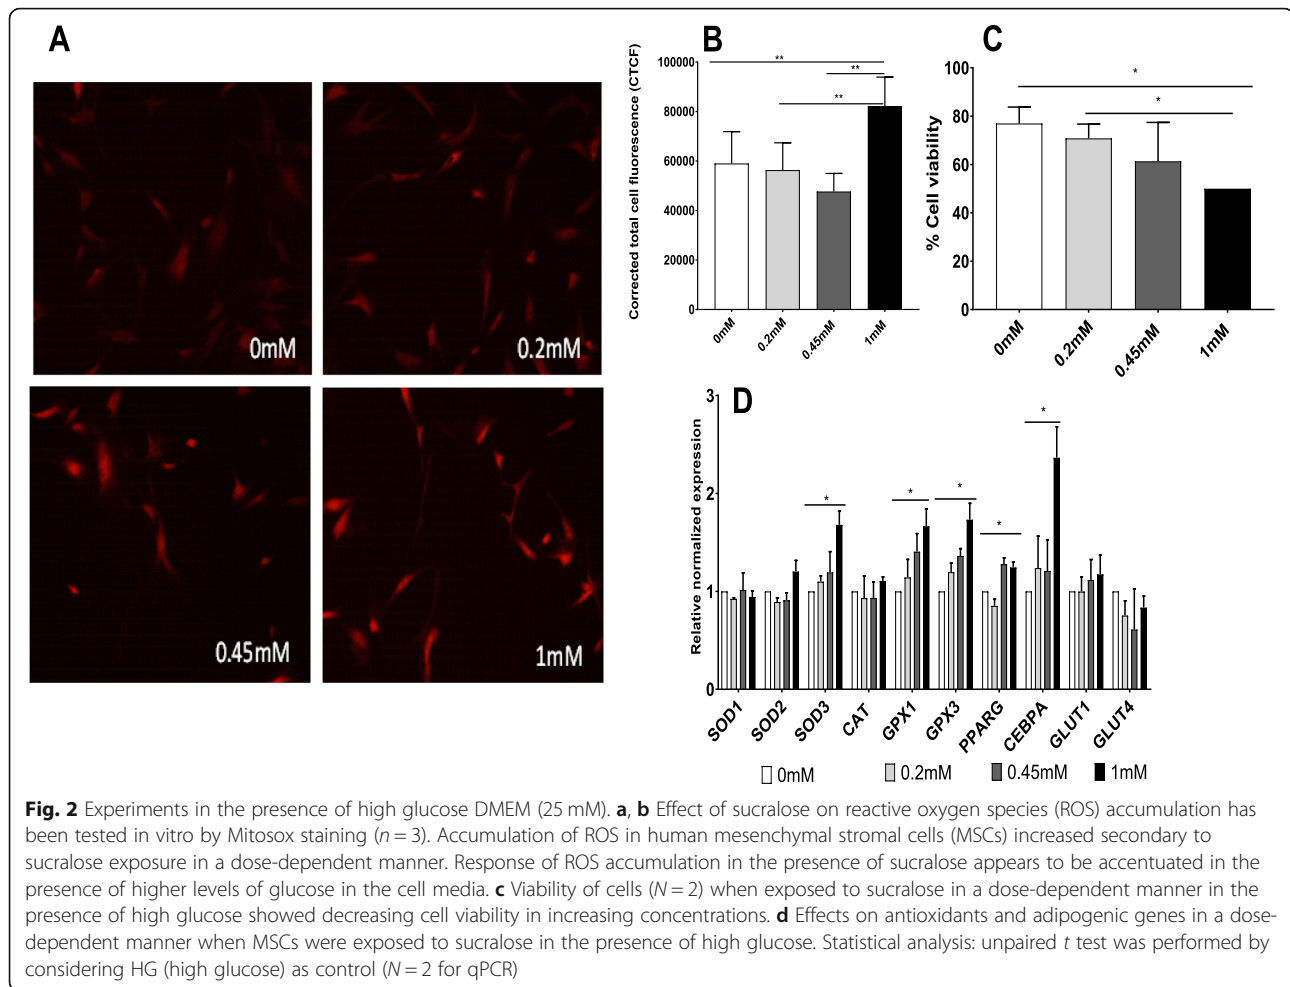 A
0mM
0.2mM
0.45mM
1mM
B
Corrected total cell fluorescence (CTCF)
100000
80000
60000
40000
20000
0
**
**
**
0mM
0.2mM
0.45mM
1mM
C
% Cell viability
100
80
60
40
20
0
*
*
0mM
0.2mM
0.45mM
1mM
D
Relative normalized expression
3
2
1
0
*
*
*
*
*
SOD1
SOD2
SOD3
CAT
GPX1
GPX3
PPARG
CEBPA
GLUT1
GLUT4
0mM
0.2mM
0.45mM
1mM
Fig. 2 Experiments in the presence of high glucose DMEM (25 mM). a, b Effect of sucralose on reactive oxygen species (ROS) accumulation has
been tested in vitro by Mitosox staining (n = 3). Accumulation of ROS in human mesenchymal stromal cells (MSCs) increased secondary to
sucralose exposure in a dose-dependent manner. Response of ROS accumulation in the presence of sucralose appears to be accentuated in the
presence of higher levels of glucose in the cell media. c Viability of cells (N = 2) when exposed to sucralose in a dose-dependent manner in the
presence of high glucose showed decreasing cell viability in increasing concentrations. d Effects on antioxidants and adipogenic genes in a dose-
dependent manner when MSCs were exposed to sucralose in the presence of high glucose. Statistical analysis: unpaired t test was performed by
considering HG (high glucose) as control (N = 2 for qPCR)